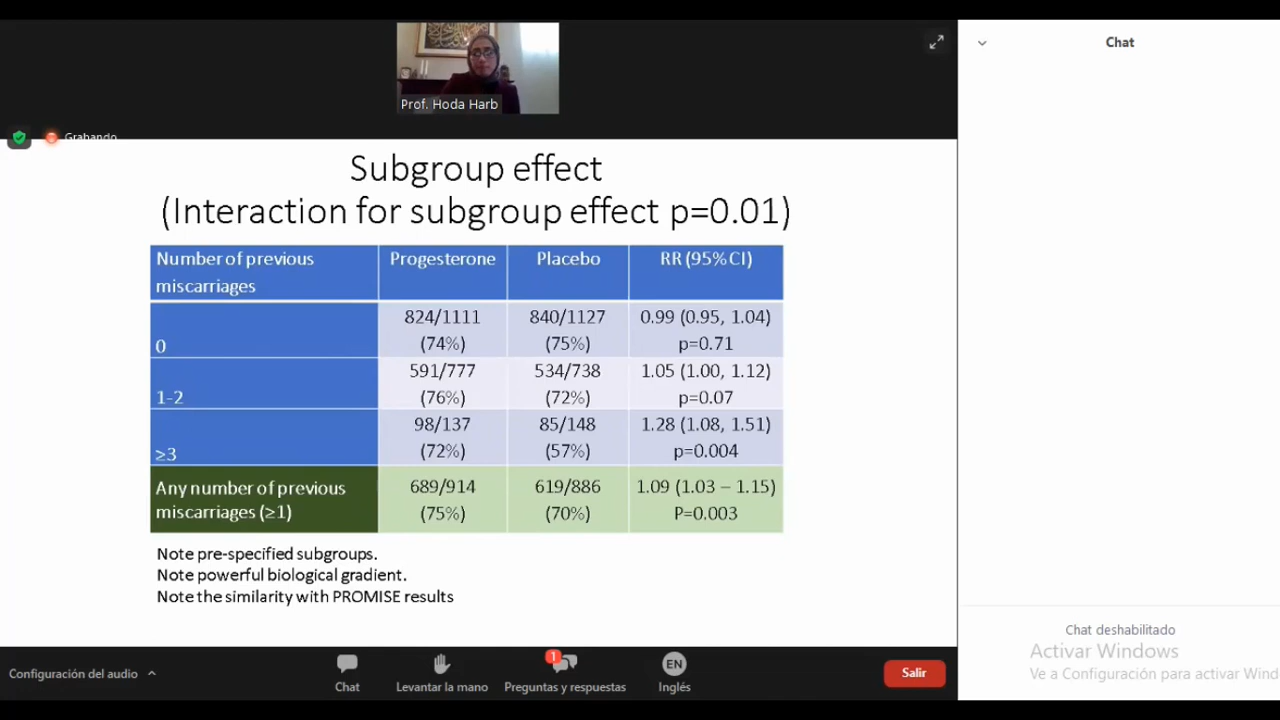 Chat
Prof. Hoda Harb
Grabando
Subgroup effect
(Interaction for subgroup effect p=0.01)
Number of previous miscarriages
Progesterone
Placebo
RR (95% CI)
0
824/1111
(74%)
840/1127
(75%)
0.99 (0.95, 1.04)
p=0.71
1-2
591/777
(76%)
534/738
(72%)
1.05 (1.00, 1.12)
p=0.07
≥3
98/137
(72%)
85/148
(57%)
1.28 (1.08, 1.51)
p=0.004
Any number of previous
miscarriages (≥1)
689/914
(75%)
619/886
(70%)
1.09 (1.03 – 1.15)
P=0.003
Note pre-specified subgroups.
Note powerful biological gradient.
Note the similarity with PROMISE results
Chat deshabilitado
Activar Windows
Ve a Configuración para activar Wind
Configuración del audio
Chat
Levantar la mano
1
Preguntas y respuestas
EN
Inglés
Salir